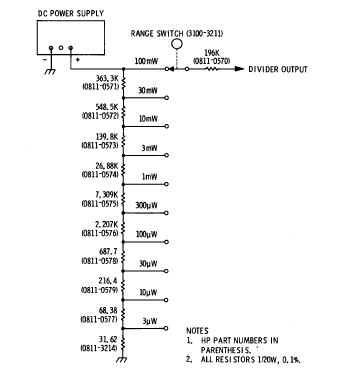 DC POWER SUPPLY
- +
RANGE SWITCH (3100-3211)
100mW
196K
(0811-0570)
DIVIDER OUTPUT
363.3K
(0811-0571)
30mW
548.5K
(0811-0572)
10mW
139.8K
(0811-0573)
3mW
26.88K
(0811-0574)
1mW
7.309K
(0811-0575)
300µW
2.207K
(0811-0576)
100µW
687.7
(0811-0578)
30µW
216.4
(0811-0579)
10µW
68.38
(0811-0577)
3µW
31.62
(0811-3214)
NOTES
1. HP PART NUMBERS IN
PARENTHESIS.
2. ALL RESISTORS 1/20W, 0.1%.